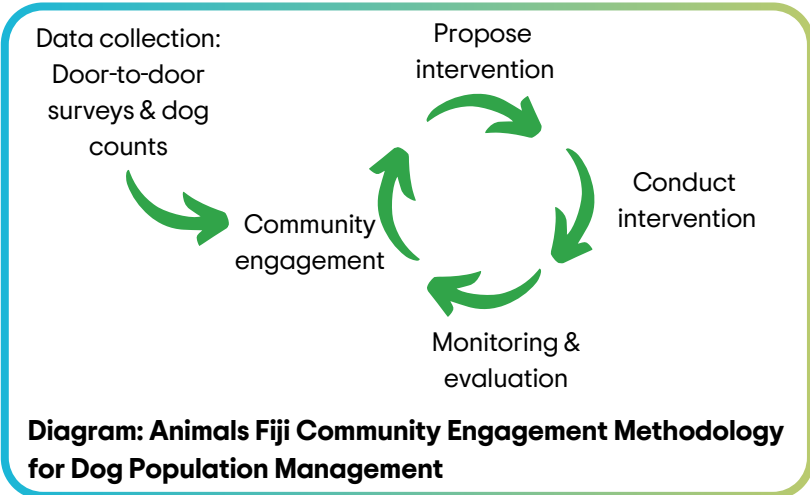 Data collection:
Door-to-door
surveys & dog
counts
Propose
intervention
Conduct
intervention
Community
engagement
Monitoring &
evaluation
Diagram: Animals Fiji Community Engagement Methodology
for Dog Population Management